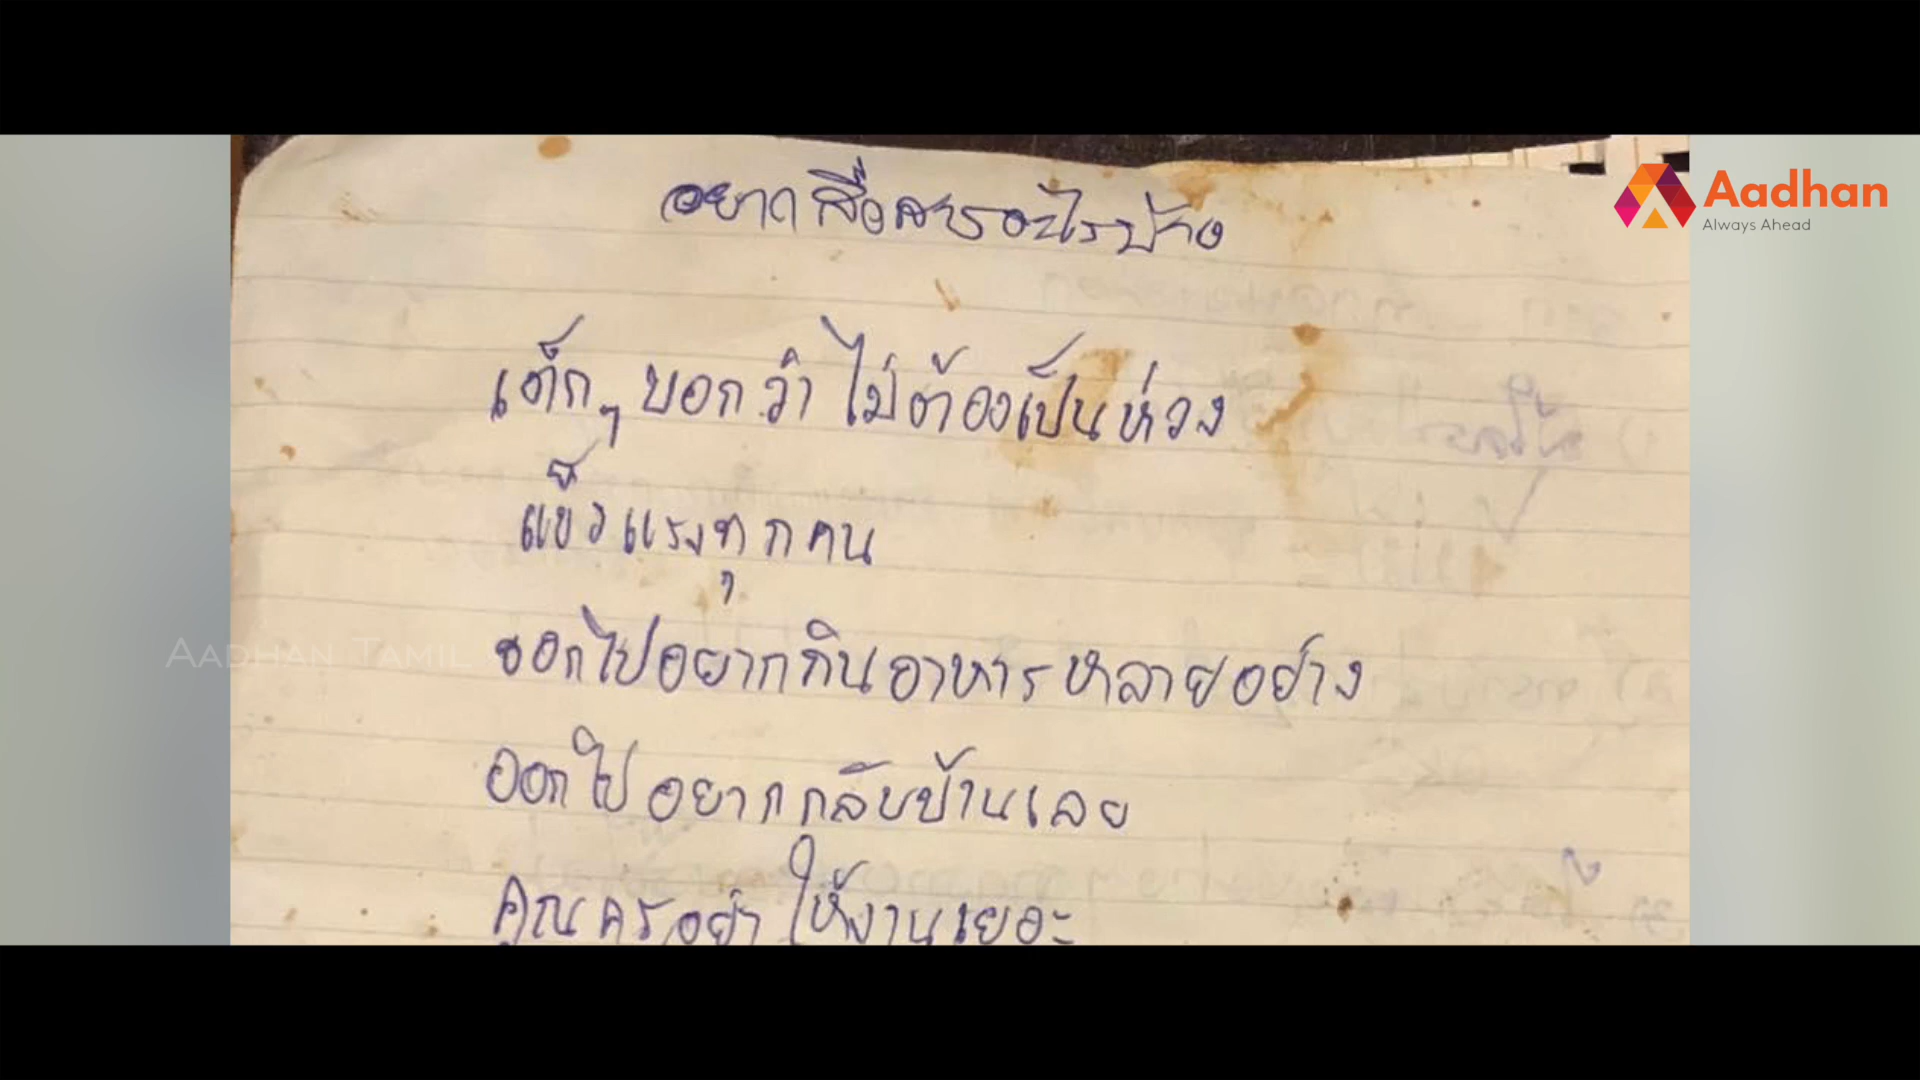 Aadhan
Always Ahead
อยากสื่อสารอะไรบ้าง
เด็กๆ บอกว่า ไม่ต้องเป็นห่วง
แข็งแรงทุกคน
AADHAN TAMIL
ออกไปอยากกินอาหารหลายอย่าง
ออกไปอยากกลับบ้านเลย
คุณครูอย่าให้งานเยอะ